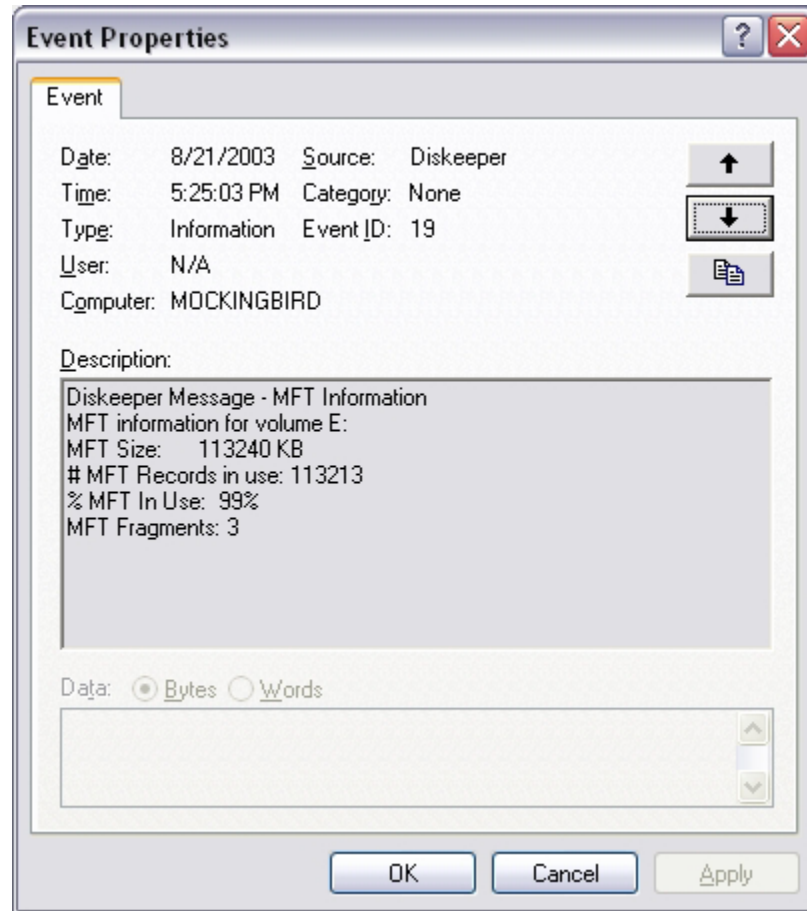 Event Properties
Event
Date: 8/21/2003 Source: Diskeeper
Time: 5:25:03 PM Category: None
Type: Information Event ID: 19
User: N/A
Computer: MOCKINGBIRD
Description:
Diskeeper Message - MFT Information
MFT information for volume E:
MFT Size: 113240 KB
# MFT Records in use: 113213
% MFT In Use: 99%
MFT Fragments: 3
Data: Bytes Words
OK Cancel Apply